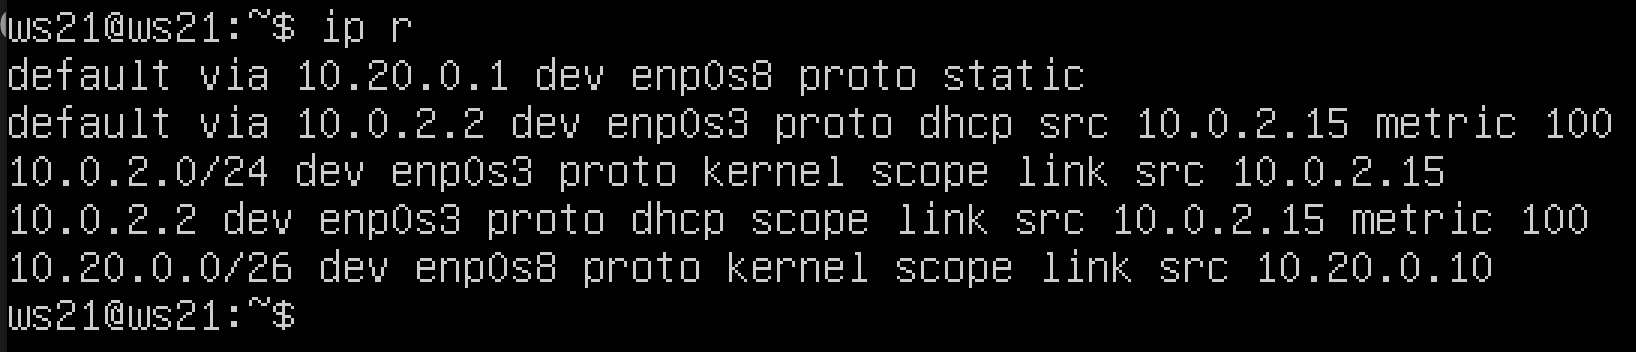 ws21@ws21:~$ ip r
default via 10.20.0.1 dev enp0s8 proto static
default via 10.0.2.2 dev enp0s3 proto dhcp src 10.0.2.15 metric 100
10.0.2.0/24 dev enp0s3 proto kernel scope link src 10.0.2.15
10.0.2.2 dev enp0s3 proto dhcp scope link src 10.0.2.15 metric 100
10.20.0.0/26 dev enp0s8 proto kernel scope link src 10.20.0.10
ws21@ws21:~$